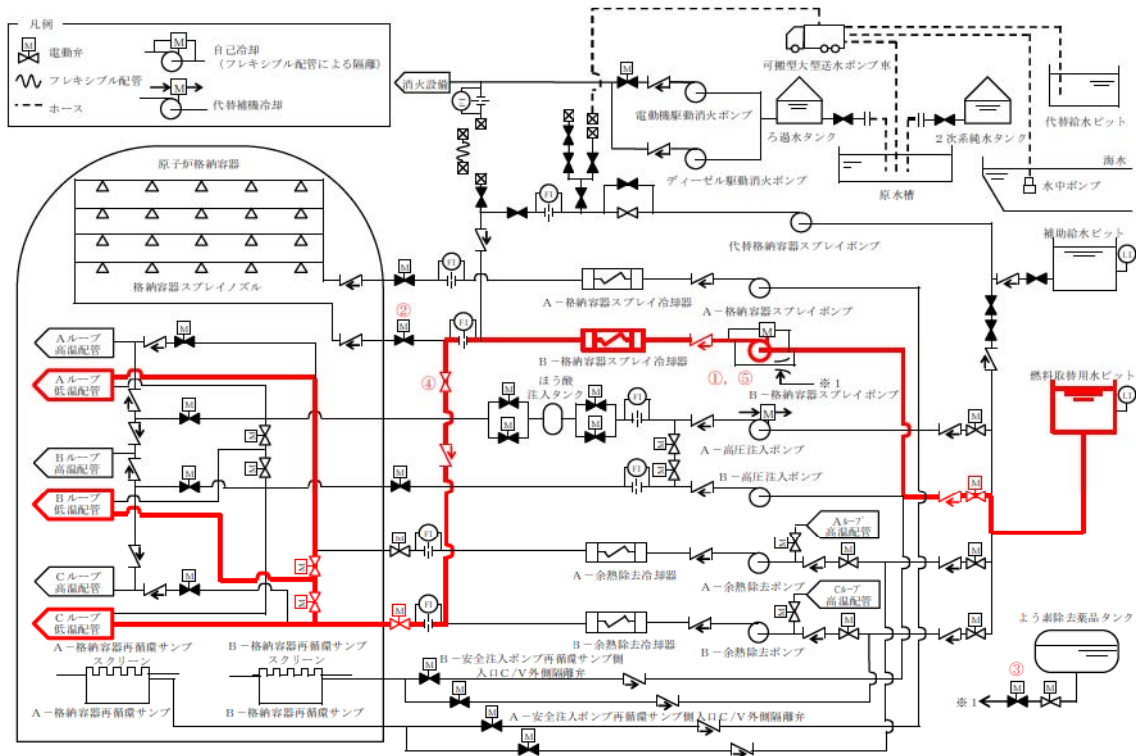 凡例
M
電動弁
フレキシブル配管
ホース
M
自己冷却
(フレキシブル配管による隔離)
M
代替補機冷却
消火設備
M
電動機駆動消火ポンプ
ディーゼル駆動消火ポンプ
可搬型大型送水ポンプ車
ろ過水タンク
2次系純水タンク
原水槽
代替給水ピット
海水
水中ポンプ
FI
代替格納容器スプレイポンプ
補助給水ピット
LI
原子炉格納容器
格納容器スプレイノズル
M
FI
A-格納容器スプレイ冷却器
A-格納容器スプレイポンプ
②
M
FI
B-格納容器スプレイ冷却器
M
①,⑤
※1
B-格納容器スプレイポンプ
④
燃料取替用水ピット
LI
Aループ
高温配管
M
Aループ
低温配管
M
M
M
ほう酸
注入タンク
M
M
M
M
FI
M
A-高圧注入ポンプ
M
M
M
Bループ
高温配管
M
M
FI
B-高圧注入ポンプ
M
Bループ
低温配管
M
M
FI
A-余熱除去冷却器
A-余熱除去ポンプ
Aループ
高温配管
M
M
M
Cループ
高温配管
M
M
Cループ
低温配管
M
FI
B-余熱除去冷却器
B-余熱除去ポンプ
Cループ
高温配管
M
M
M
A-格納容器再循環サンプ
スクリーン
B-格納容器再循環サンプ
スクリーン
A-格納容器再循環サンプ
B-格納容器再循環サンプ
B-安全注入ポンプ再循環サンプ側
入口C/V外側隔離弁
M
M
A-安全注入ポンプ再循環サンプ側入口C/V外側隔離弁
M
M
よう素除去薬品タンク
③
※1
M
M